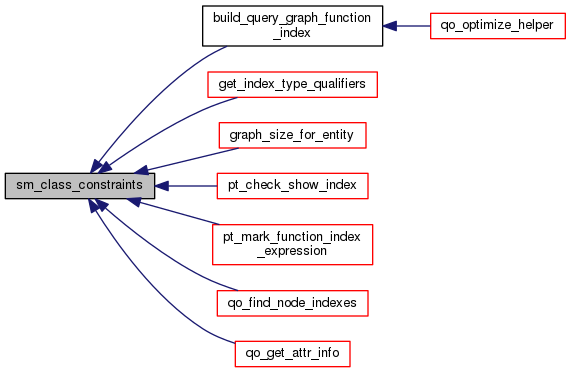 build_query_graph_function
_index
qo_optimize_helper
get_index_type_qualifiers
graph_size_for_entity
sm_class_constraints
pt_check_show_index
pt_mark_function_index
_expression
qo_find_node_indexes
qo_get_attr_info